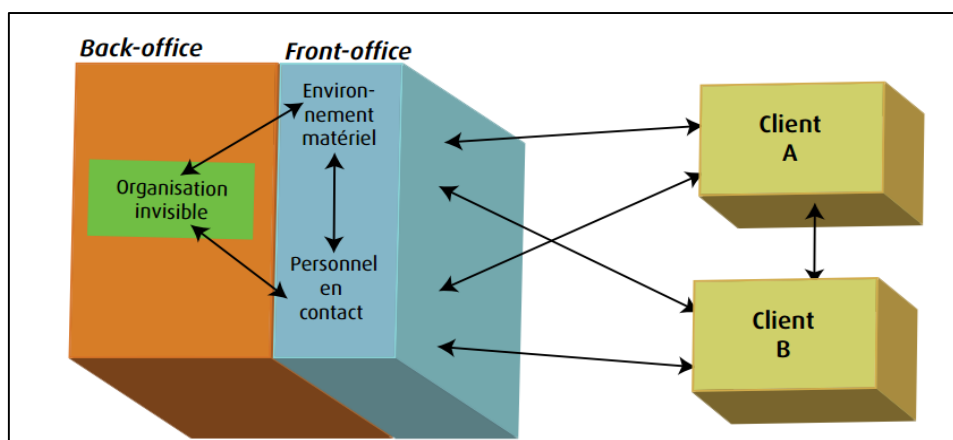 Back-office
Front-office
Environ-
nement
matériel
Organisation
invisible
Personnel
en
contact
Client
A
Client
B